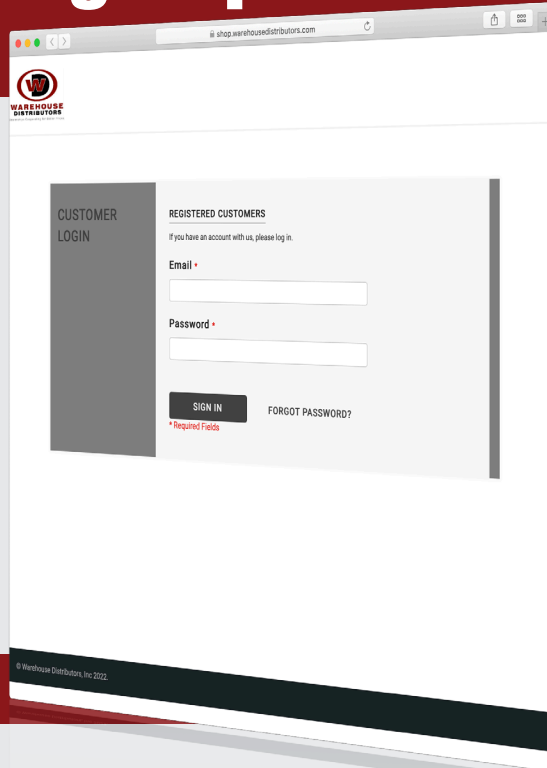 shop.warehousedistributors.com
WD
WAREHOUSE
DISTRIBUTORS
CUSTOMER
LOGIN
REGISTERED CUSTOMERS
If you have an account with us, please log in.
Email *
Password *
SIGN IN
FORGOT PASSWORD?
* Required Fields
© Warehouse Distributors, Inc 2022.